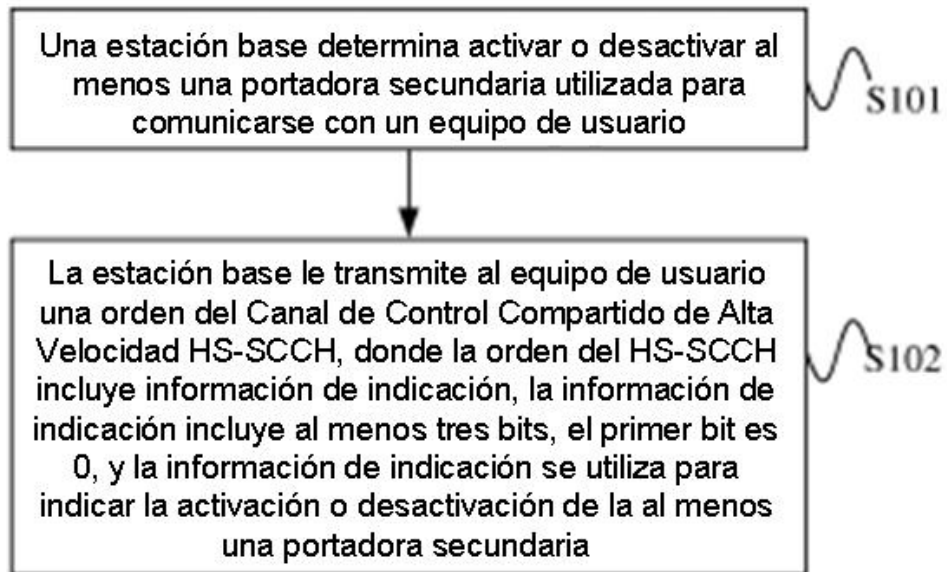 Una estación base determina activar o desactivar al
menos una portadora secundaria utilizada para
comunicarse con un equipo de usuario
S101
La estación base le transmite al equipo de usuario
una orden del Canal de Control Compartido de Alta
Velocidad HS-SCCH, donde la orden del HS-SCCH
incluye información de indicación, la información de
indicación incluye al menos tres bits, el primer bit es
0, y la información de indicación se utiliza para
indicar la activación o desactivación de la al menos
una portadora secundaria
S102